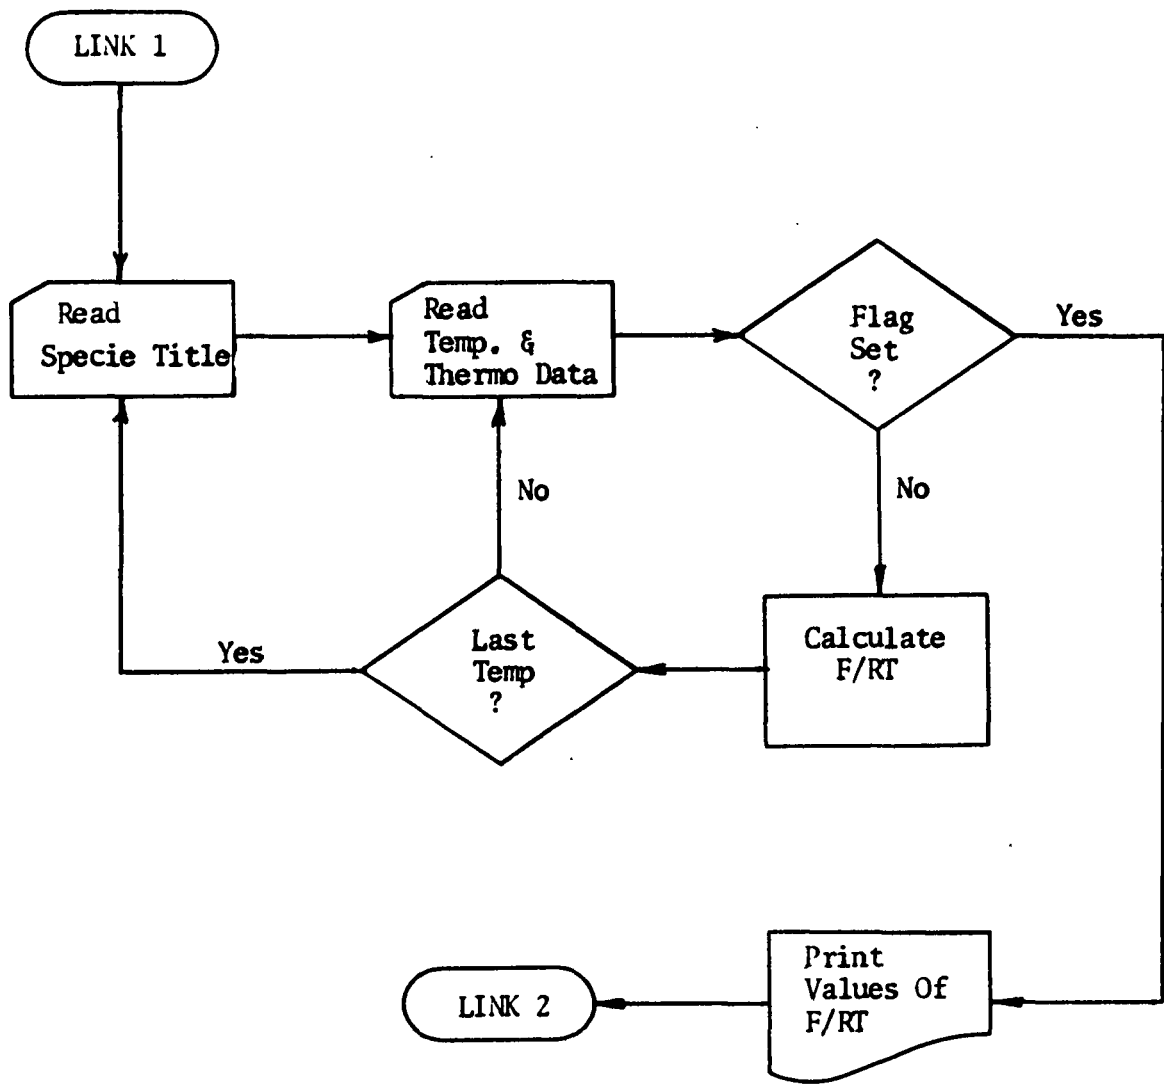 LINK 1
Read
Specie Title
Read
Temp. &
Thermo Data
Flag
Set
?
Yes
No
No
Calculate
F/RT
Last
Temp
?
Yes
Print
Values Of
F/RT
LINK 2